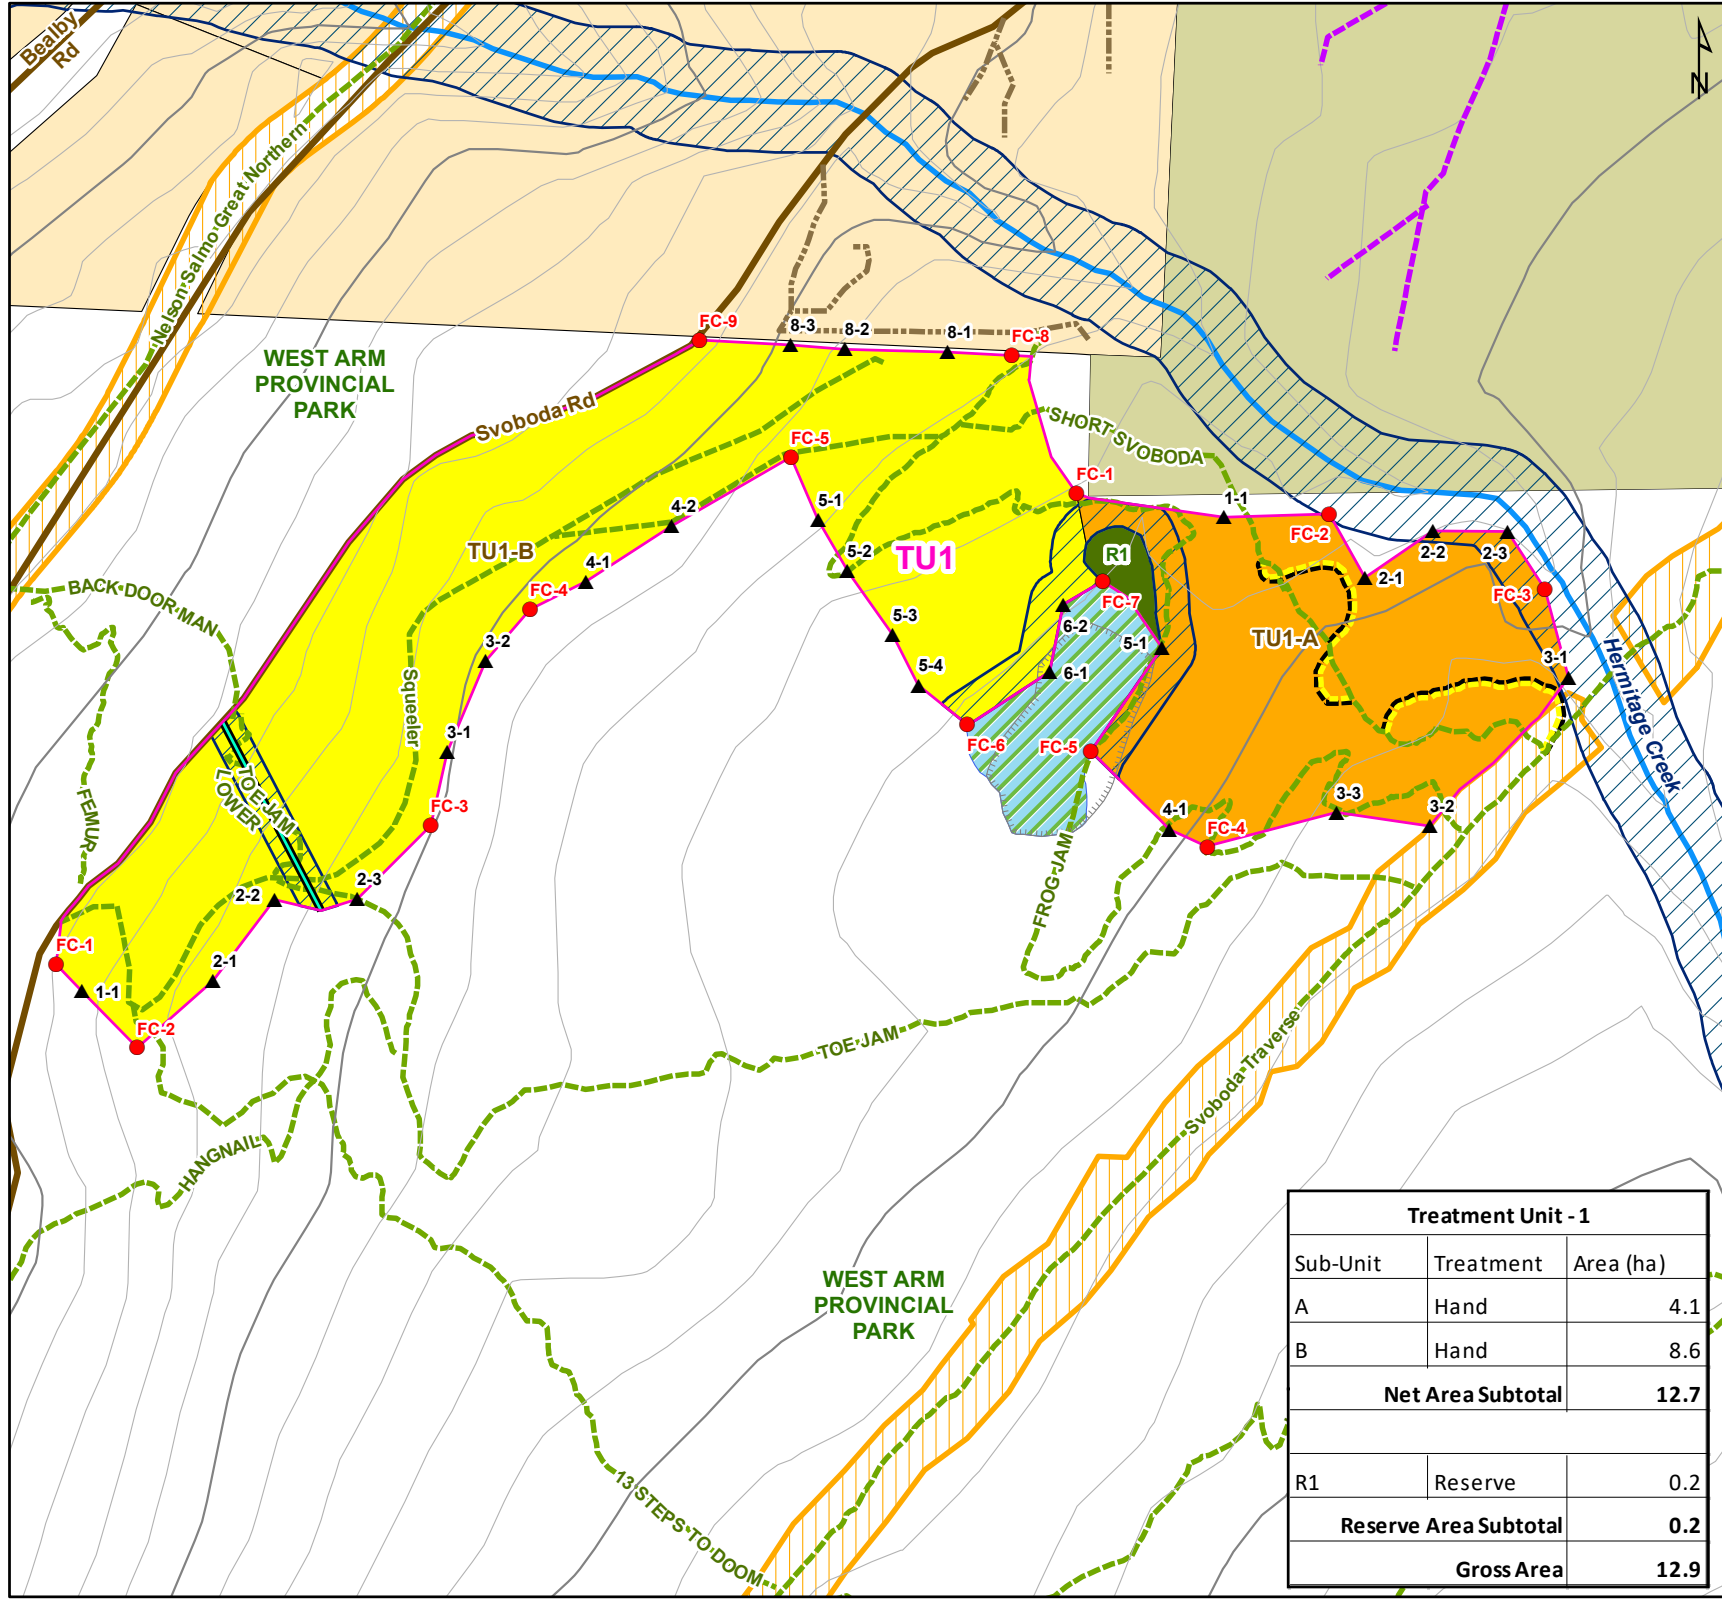 Bealby
Rd
N
Nelson-Salmo Great Northern
WEST ARM
PROVINCIAL
PARK
FC-9
8-3
8-2
8-1
FC-8
Svoboda Rd
FC-5
SHORT SVOBODA
FC-1
1-1
FC-2
2-2
2-3
5-1
4-2
TU1-B
TU1
R1
5-2
4-1
FC-4
FC-7
2-1
FC-3
BACK DOOR MAN
5-3
6-2
5-1
TU1-A
3-2
5-4
6-1
3-1
Hermitage Creek
Squeeler
3-1
FC-6
FC-5
TOE JAM
LOWER
FEMUR
FC-3
4-1
FC-4
3-3
3-2
2-2
2-3
FROG JAM
FC-1
2-1
1-1
FC-2
TOE JAM
Svoboda Traverse
HANGNAIL
WEST ARM
PROVINCIAL
PARK
13 STEPS TO DOOM
Treatment Unit - 1
Sub-Unit Treatment Area (ha)
A Hand 4.1
B Hand 8.6
Net Area Subtotal 12.7
R1 Reserve 0.2
Reserve Area Subtotal 0.2
Gross Area 12.9